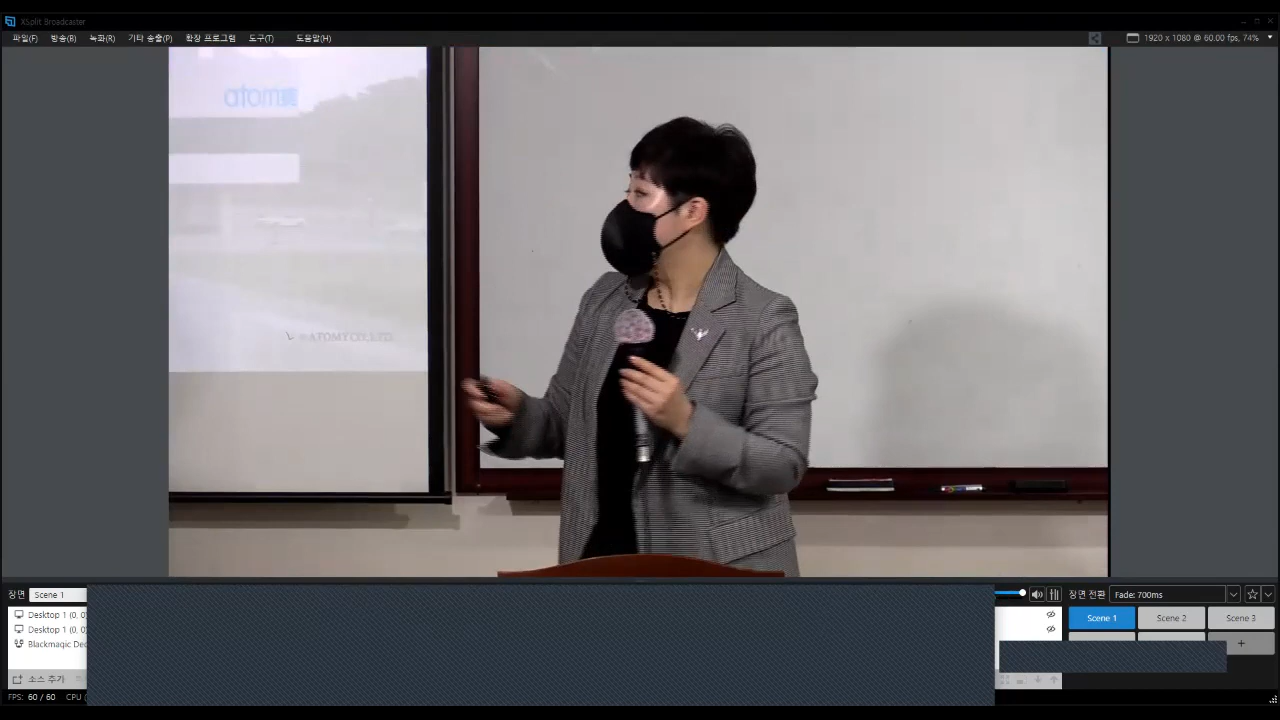 XSplit Broadcaster
파일(F) 방송(B) 녹화(R) 기타 송출(P) 확장 프로그램 도구(T) 도움말(H) 1920 x 1080 @ 60.00 fps, 74%
atom美
©ATOMY CO.,LTD.
장면 Scene 1
장면 전환 Fade: 700ms
Desktop 1 (0, 0)
Desktop 1 (0, 0)
Blackmagic
Scene 1 Scene 2 Scene 3
+
소스 추가
FPS: 60 / 60 CPU